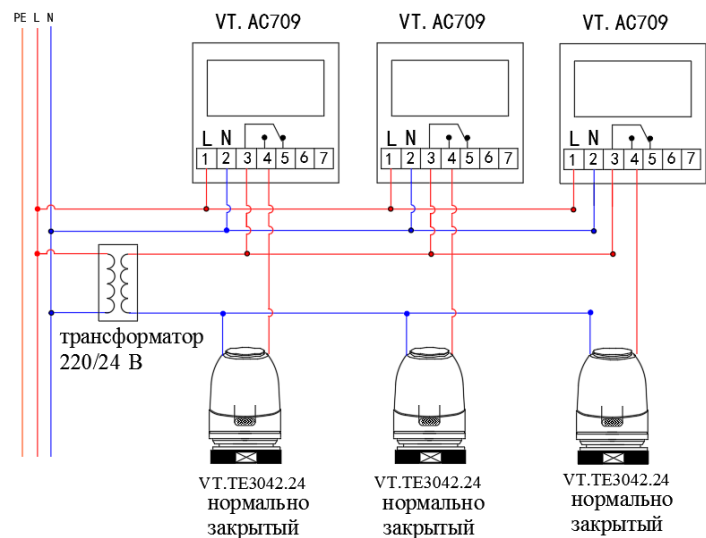 PE L N
VT. AC709
VT. AC709
VT. AC709
L N
1 2 3 4 5 6 7
L N
1 2 3 4 5 6 7
L N
1 2 3 4 5 6 7
трансформатор
220/24 В
VT.TE3042.24
нормально
закрытый
VT.TE3042.24
нормально
закрытый
VT.TE3042.24
нормально
закрытый